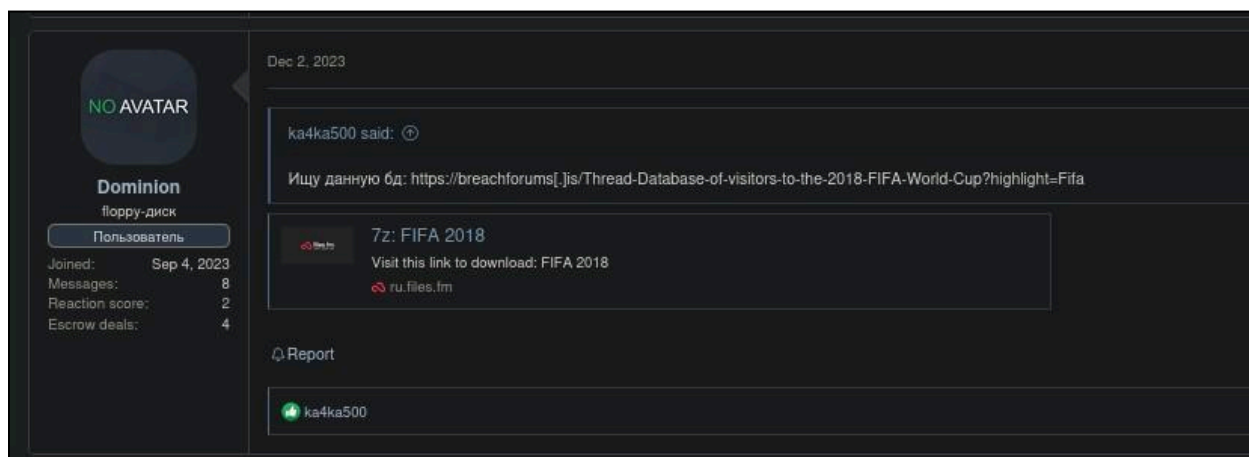 NO AVATAR
Dominion
floppy-диск
Пользователь
Joined: Sep 4, 2023
Messages: 8
Reaction score: 2
Escrow deals: 4
Dec 2, 2023
ka4ka500 said:
Ищу данную бд: https://breachforums[.]is/Thread-Database-of-visitors-to-the-2018-FIFA-World-Cup?highlight=Fifa
files.fm
7z: FIFA 2018
Visit this link to download: FIFA 2018
ru.files.fm
Report
ka4ka500